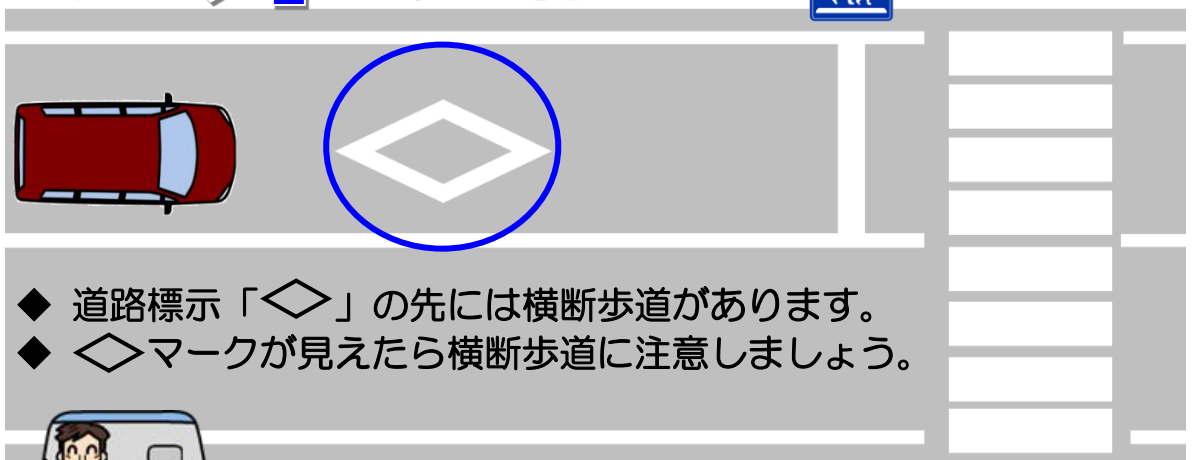 ◆ 道路標示「◇」の先には横断歩道があります。
◆ ◇マークが見えたら横断歩道に注意しましょう。